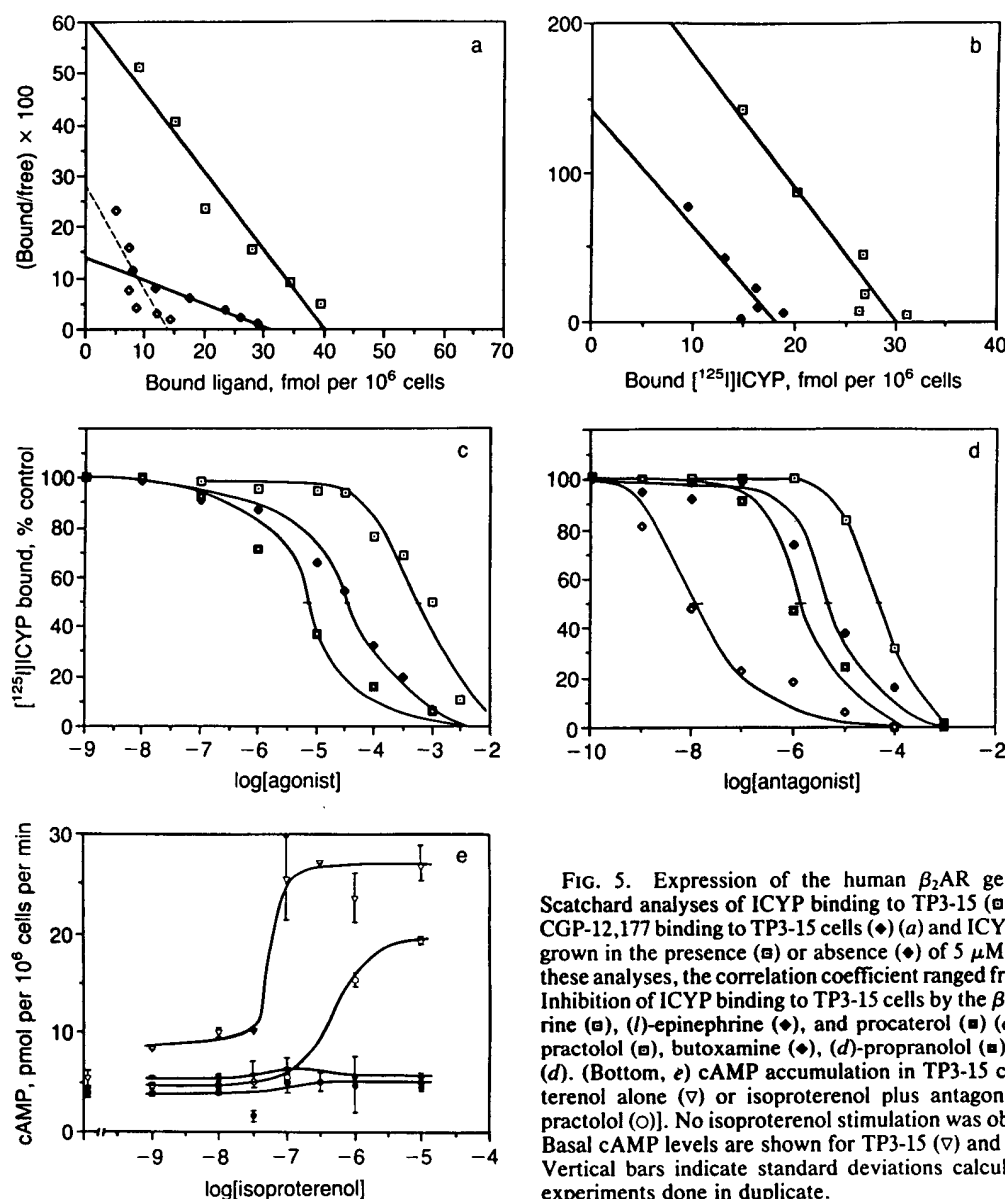 a
60
50
40
30
20
10
0
(Bound/free) × 100
0 10 20 30 40 50 60 70
Bound ligand, fmol per 10⁶ cells
b
200
100
0
0 10 20 30 40
Bound [¹²⁵I]ICYP, fmol per 10⁶ cells
c
100
80
60
40
20
0
[¹²⁵I]ICYP bound, % control
−9 −8 −7 −6 −5 −4 −3 −2
log[agonist]
d
100
80
60
40
20
0
−10 −8 −6 −4 −2
log[antagonist]
e
30
20
10
0
cAMP, pmol per 10⁶ cells per min
−9 −8 −7 −6 −5 −4
log[isoproterenol]
FIG. 5. Expression of the human β₂AR ge
Scatchard analyses of ICYP binding to TP3-15 (⊡
CGP-12,177 binding to TP3-15 cells (◆) (a) and ICY
grown in the presence (⊡) or absence (◆) of 5 μM
these analyses, the correlation coefficient ranged fr
Inhibition of ICYP binding to TP3-15 cells by the β
rine (⊡), (l)-epinephrine (◆), and procaterol (■) (
practolol (⊡), butoxamine (◆), (d)-propranolol (■)
(d). (Bottom, e) cAMP accumulation in TP3-15 c
terenol alone (▽) or isoproterenol plus antagon
practolol (○)]. No isoproterenol stimulation was ob
Basal cAMP levels are shown for TP3-15 (▽) and
Vertical bars indicate standard deviations calcul
experiments done in duplicate.